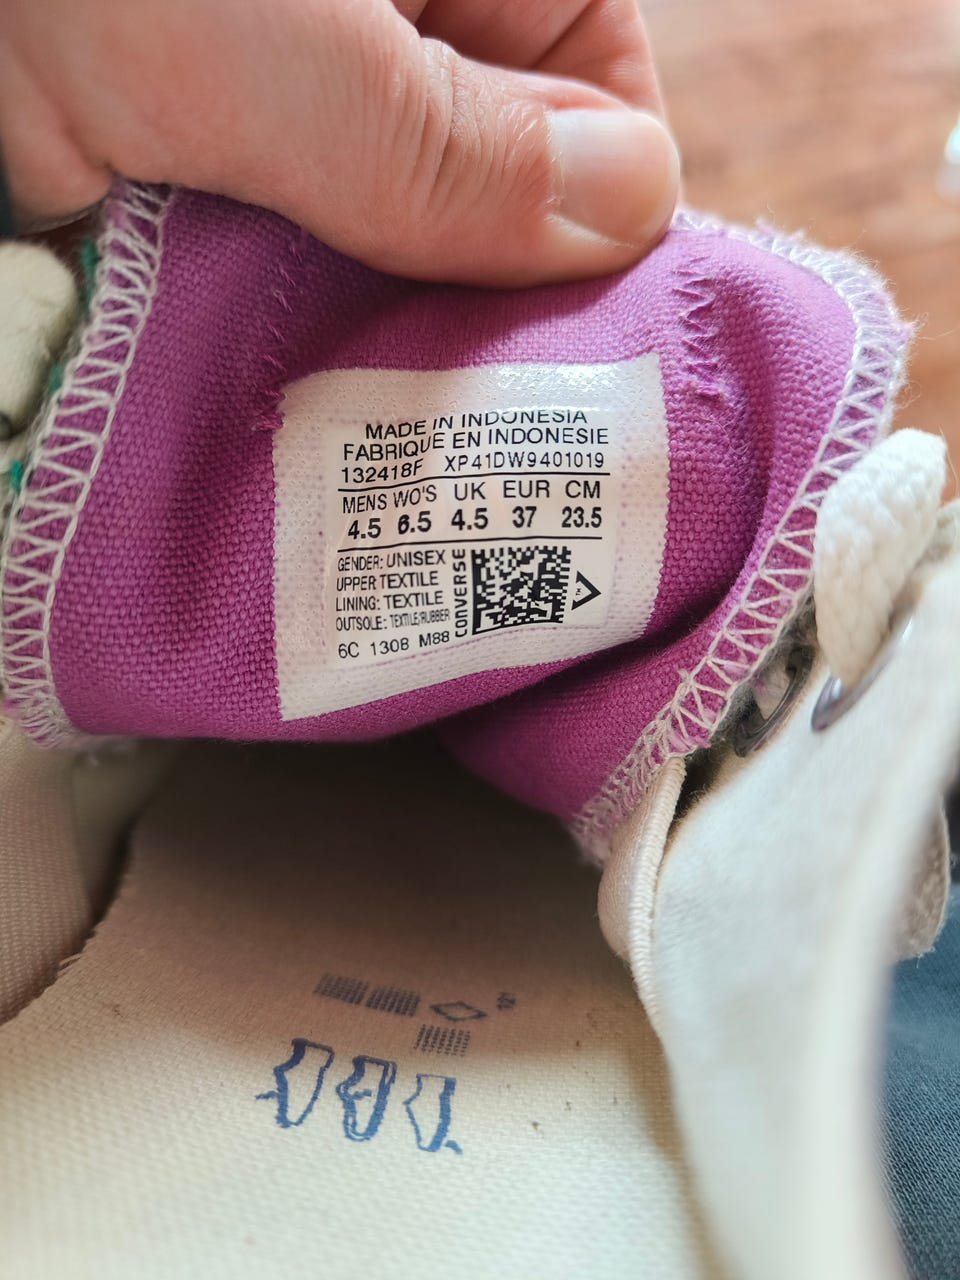 MADE IN INDONESIA
FABRIQUE EN INDONESIE
132418F XP41DW9401019
MENS WO'S UK EUR CM
4.5 6.5 4.5 37 23.5
GENDER: UNISEX
UPPER TEXTILE
LINING: TEXTILE
OUTSOLE: TEXTILE/RUBBER
6C 1308 M88
CONVERSE
TM